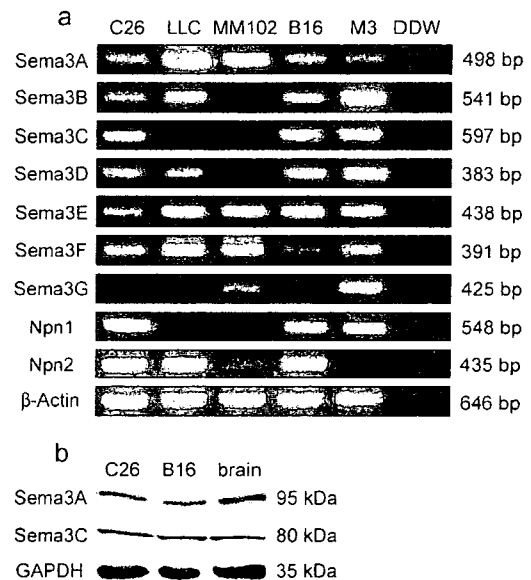 a
C26 LLC MM102 B16 M3 DDW
Sema3A 498 bp
Sema3B 541 bp
Sema3C 597 bp
Sema3D 383 bp
Sema3E 438 bp
Sema3F 391 bp
Sema3G 425 bp
Npn1 548 bp
Npn2 435 bp
β-Actin 646 bp
b
C26 B16 brain
Sema3A 95 kDa
Sema3C 80 kDa
GAPDH 35 kDa